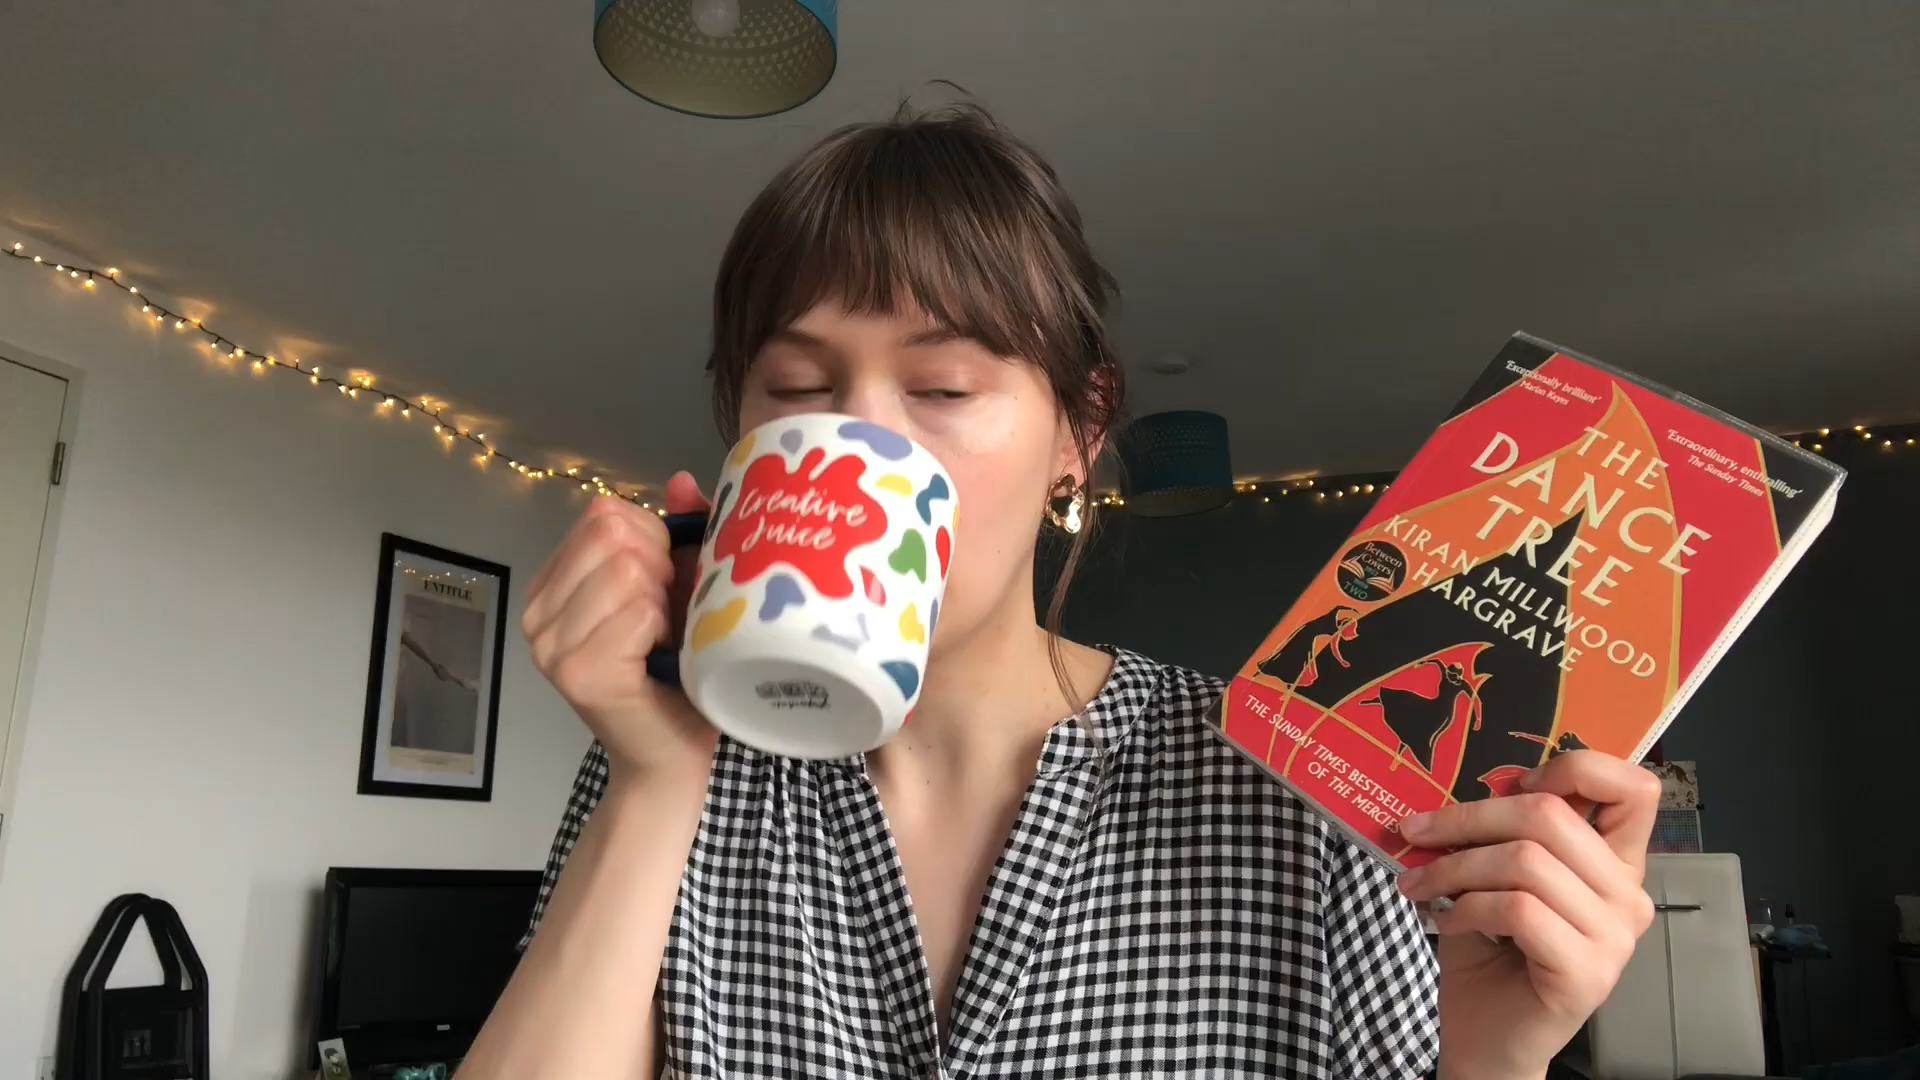 ENTITLE
Creative
Juice
'Exceptionally brilliant'
Marian Keyes
'Extraordinary, enthralling'
The Sunday Times
THE
DANCE
TREE
KIRAN MILLWOOD
HARGRAVE
Between
Covers
TWO
THE SUNDAY TIMES BESTSELLI
OF THE MERCIES